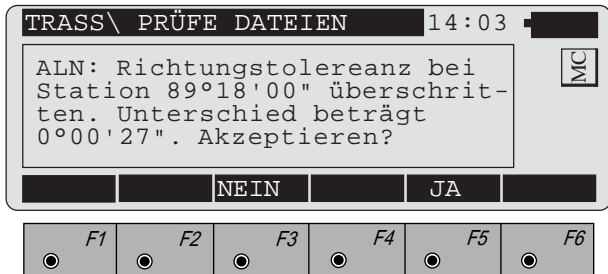 TRASS\ PRÜFE DATEIEN 14:03
MC
ALN: Richtungstolereanz bei
Station 89°18'00" überschrit-
ten. Unterschied beträgt
0°00'27". Akzeptieren?
NEIN JA
F1 F2 F3 F4 F5 F6